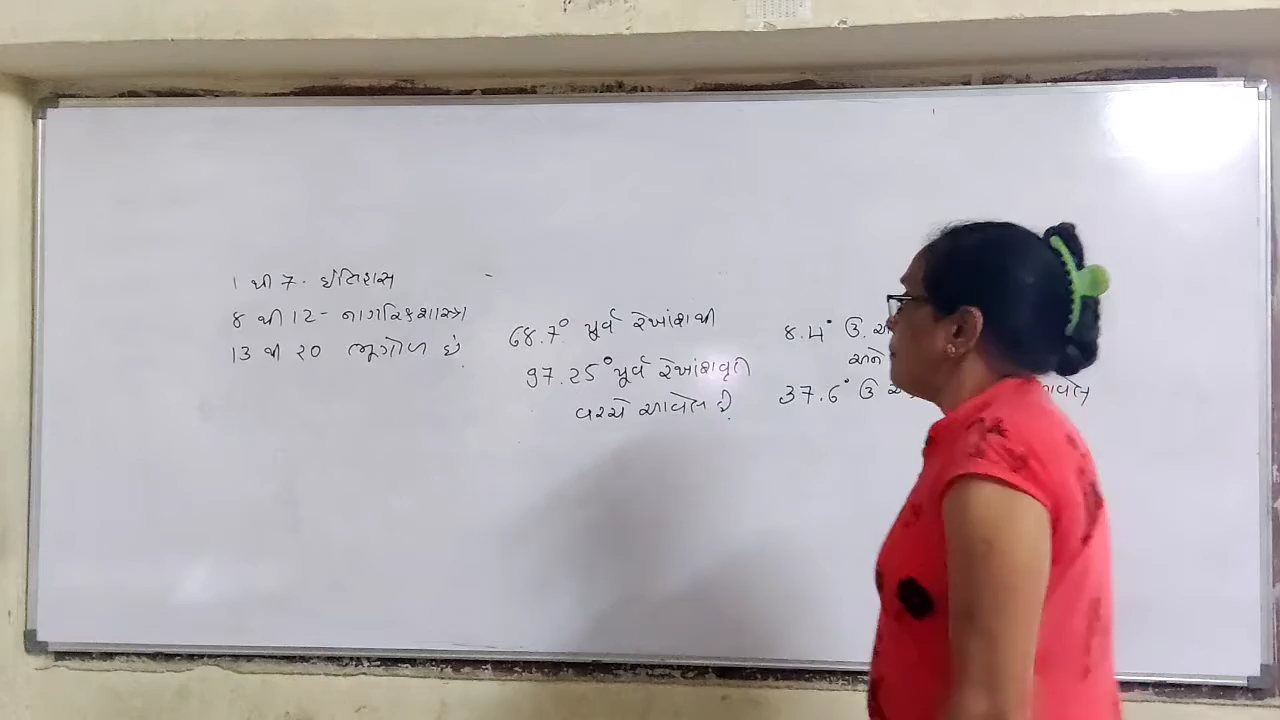 1 થી 7. ઇતિહાસ
8 થી 12 - નાગરિકશાસ્ત્ર
13 થી 20 ભૂગોળ છે.
68.7° પૂર્વ રેખાંશથી
97.25° પૂર્વ રેખાંશવૃત
વચ્ચે આવેલ છે.
8.4° ઉ.
અને
37.6° ઉ